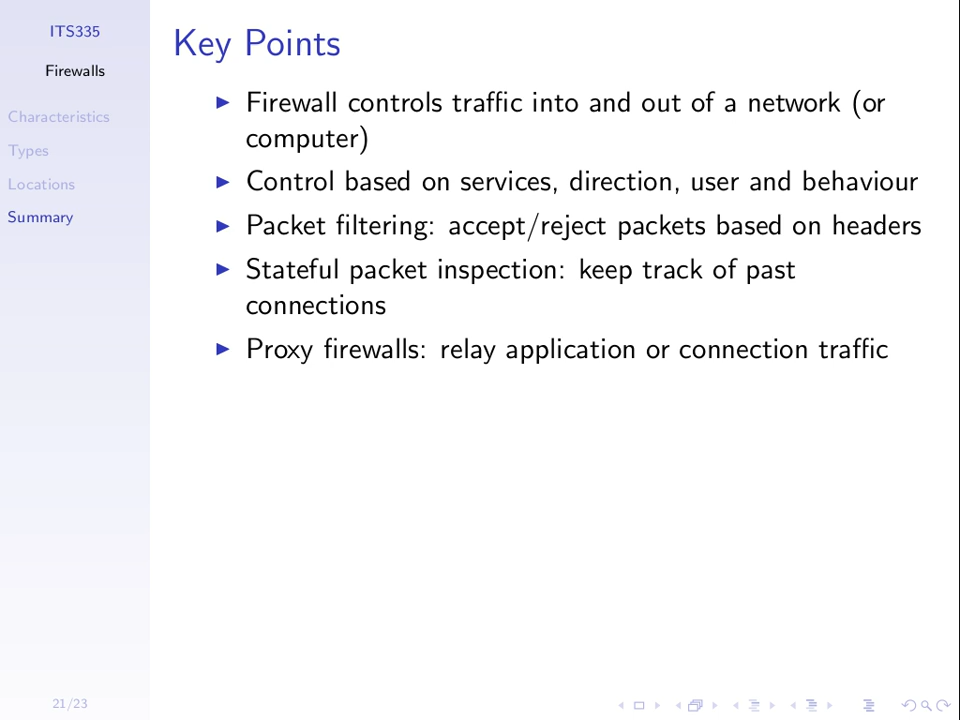 ITS335
Firewalls
Characteristics
Types
Locations
Summary
21/23
Key Points
Firewall controls traffic into and out of a network (or
computer)
Control based on services, direction, user and behaviour
Packet filtering: accept/reject packets based on headers
Stateful packet inspection: keep track of past
connections
Proxy firewalls: relay application or connection traffic